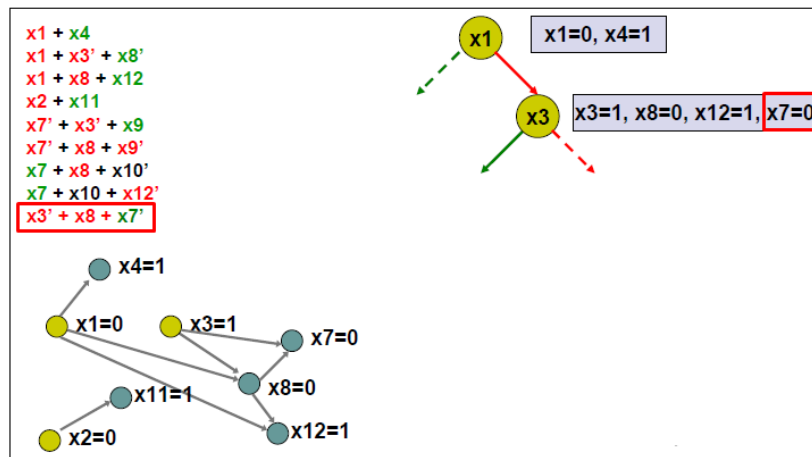 x1 + x4
x1 + x3’ + x8’
x1 + x8 + x12
x2 + x11
x7’ + x3’ + x9
x7’ + x8 + x9’
x7 + x8 + x10’
x7 + x10 + x12’
x3’ + x8 + x7’
x1
x1=0, x4=1
x3
x3=1, x8=0, x12=1, x7=0
x4=1
x1=0
x3=1
x7=0
x8=0
x11=1
x12=1
x2=0